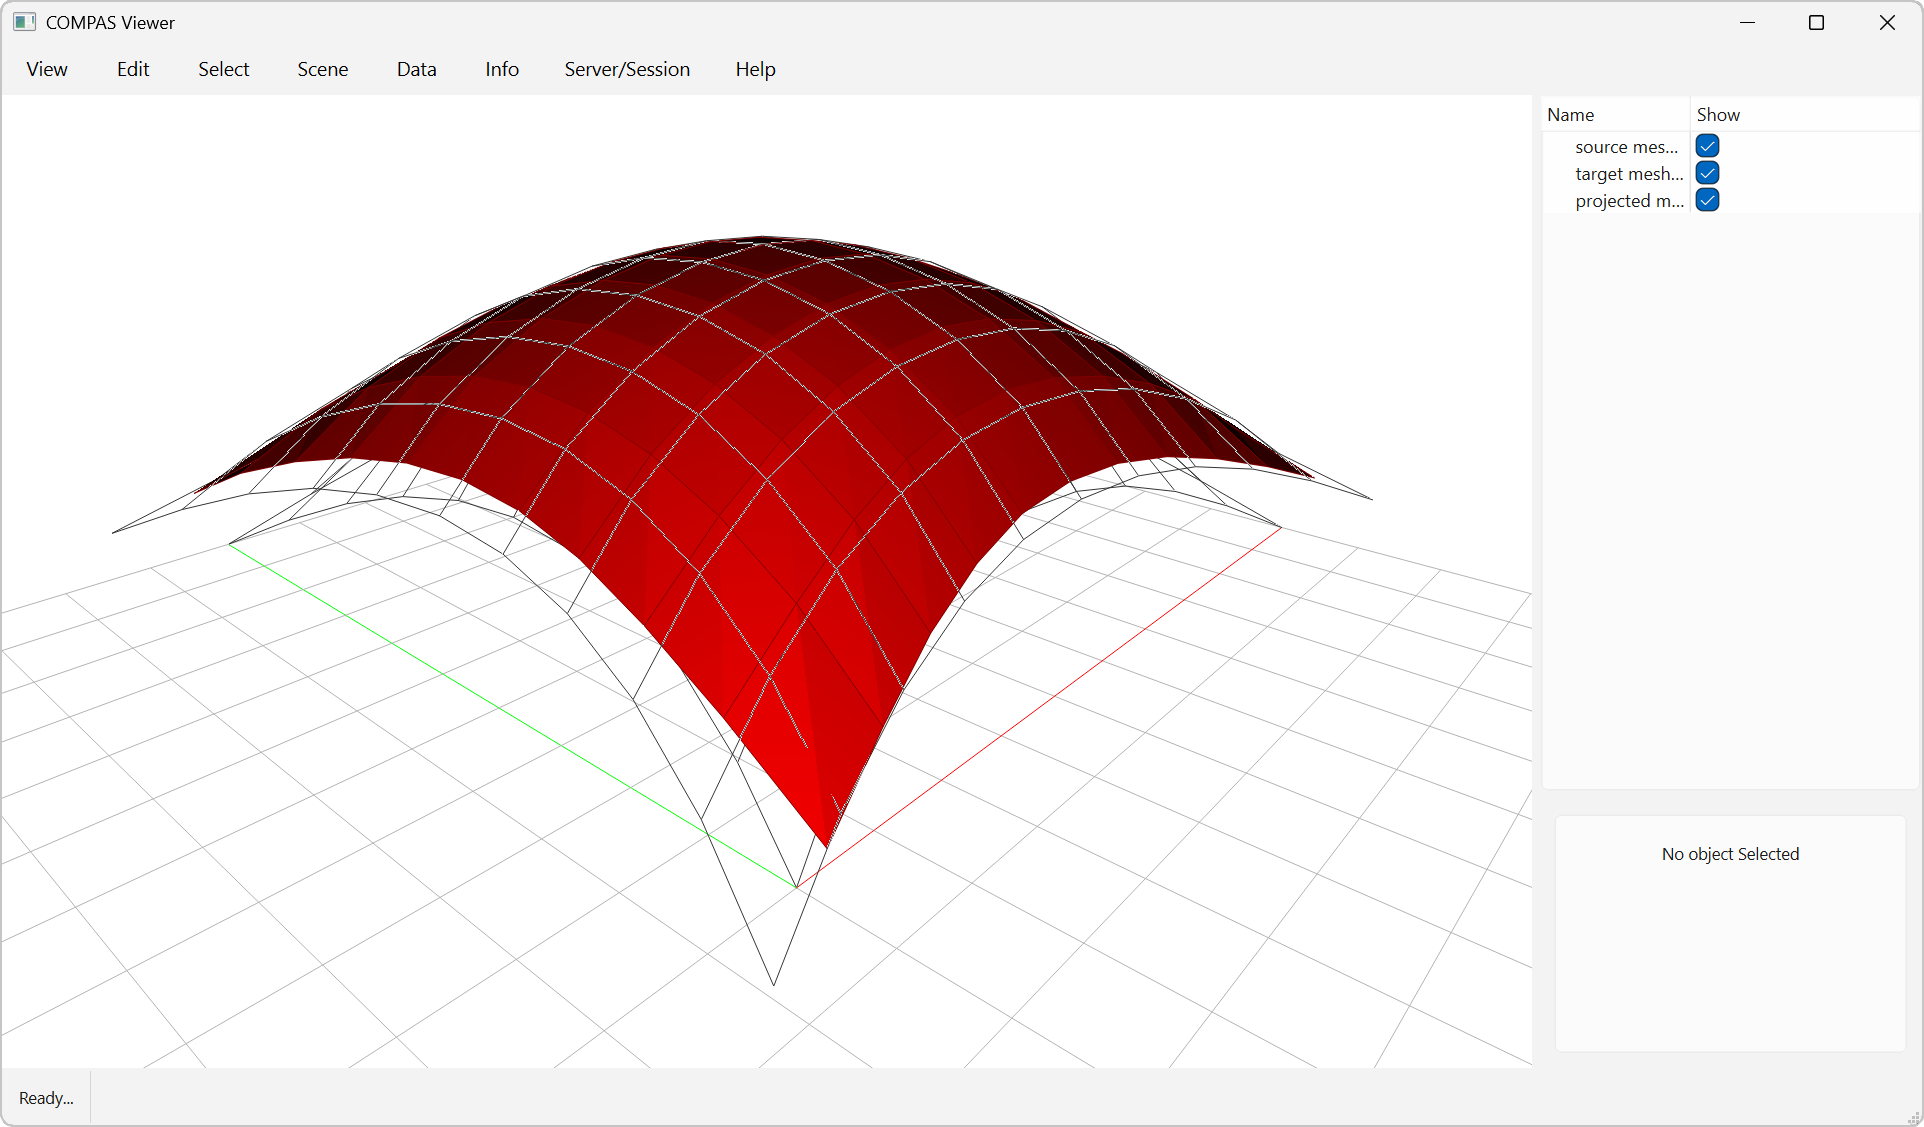 COMPAS Viewer
View Edit Select Scene Data Info Server/Session Help
Name Show
source mes...
target mesh...
projected m...
No object Selected
Ready...